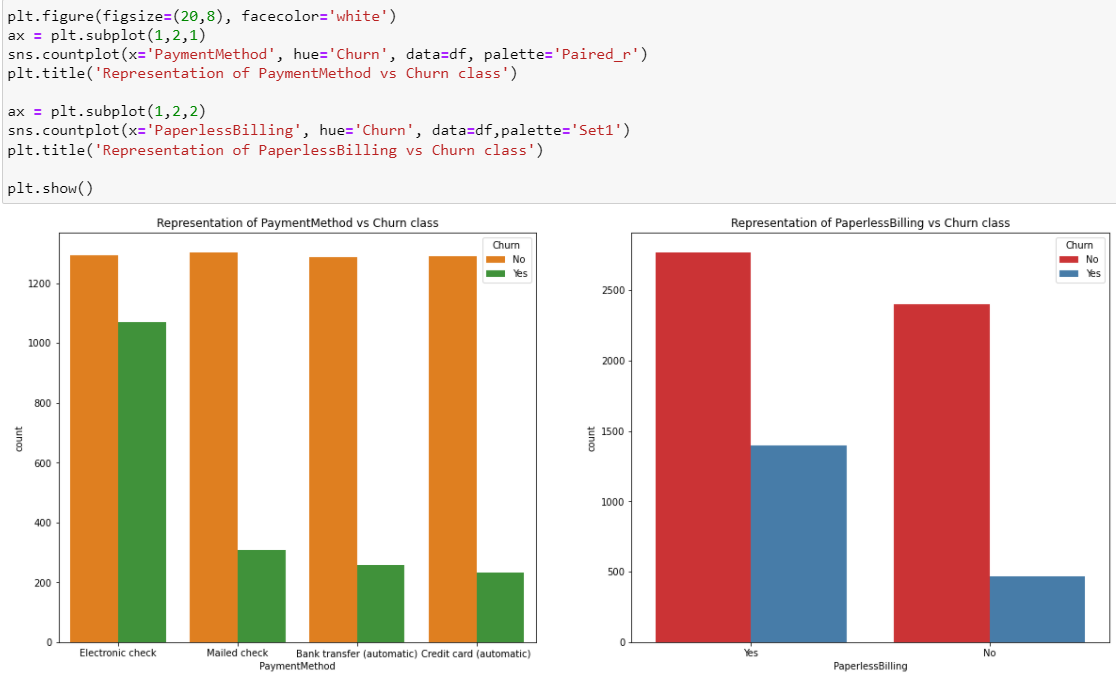 plt.figure(figsize=(20,8), facecolor='white')
ax = plt.subplot(1,2,1)
sns.countplot(x='PaymentMethod', hue='Churn', data=df, palette='Paired_r')
plt.title('Representation of PaymentMethod vs Churn class')
ax = plt.subplot(1,2,2)
sns.countplot(x='PaperlessBilling', hue='Churn', data=df,palette='Set1')
plt.title('Representation of PaperlessBilling vs Churn class')
plt.show()
Representation of PaymentMethod vs Churn class
Churn
No
Yes
1200
1000
800
600
400
200
0
count
Electronic check
Mailed check
Bank transfer (automatic)
Credit card (automatic)
PaymentMethod
Representation of PaperlessBilling vs Churn class
Churn
No
Yes
2500
2000
1500
1000
500
0
count
Yes
No
PaperlessBilling